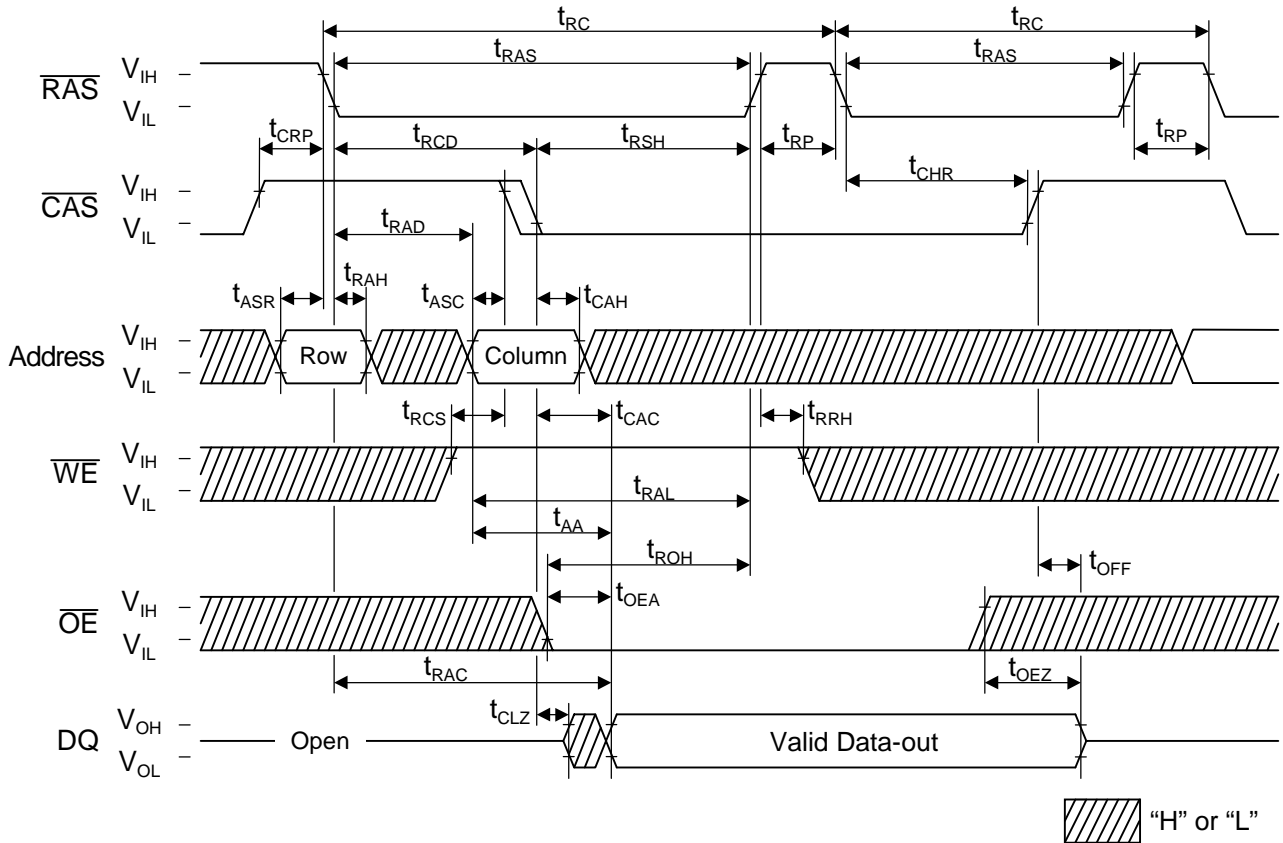 tRC tRC
tRAS tRAS
RAS VIH
VIL
tCRP tRCD tRSH tRP tRP
tCHR
CAS VIH
VIL
tRAD
tRAH
tASR tASC tCAH
Address VIH
VIL
Row Column
tRCS tCAC tRRH
WE VIH
VIL
tRAL
tAA
tROH tOFF
tOEA
OE VIH
VIL
tRAC tOEZ
tCLZ
DQ VOH
VOL
Open Valid Data-out
“H” or “L”